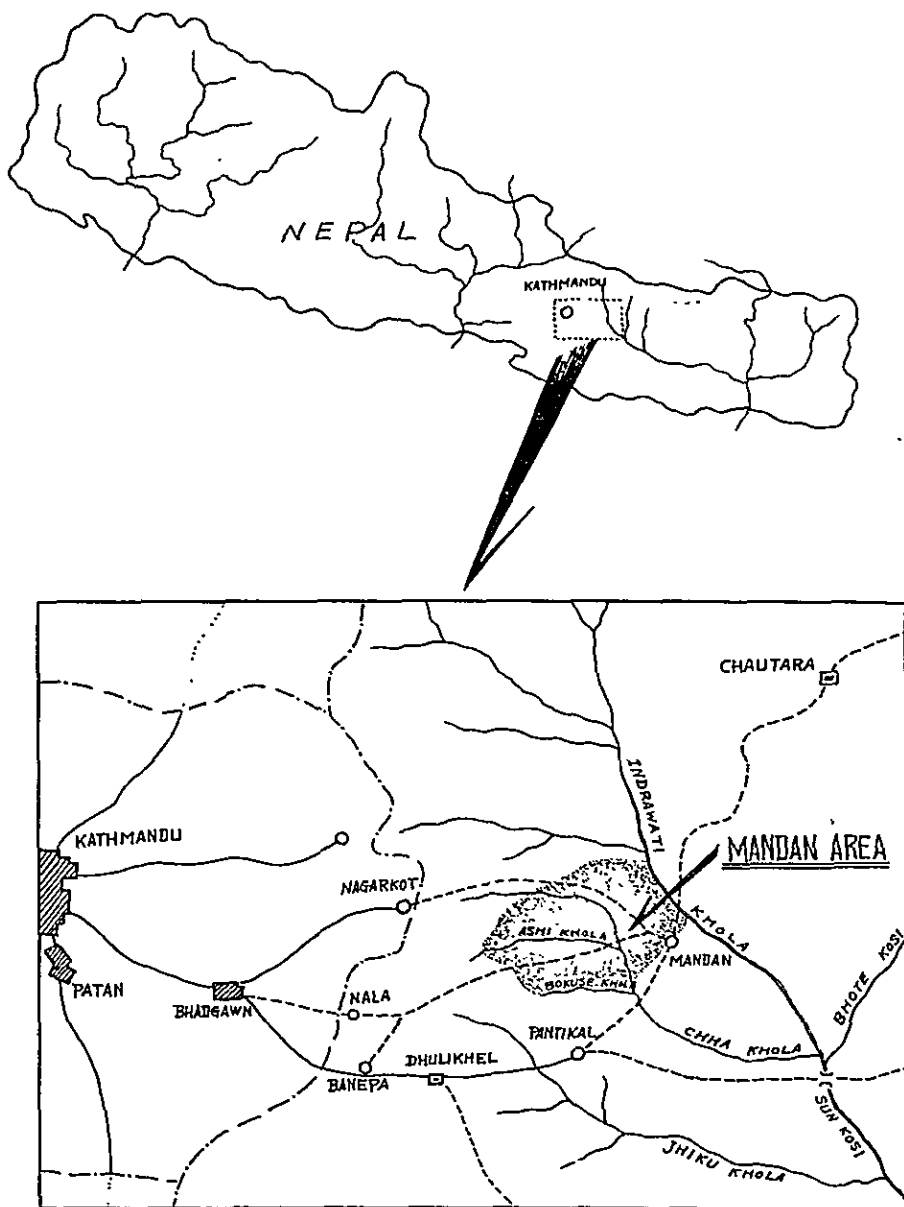 NEPAL
KATHMANDU
CHAUTARA
INDRAWATI
KHOLA
KATHMANDU
MANDAN AREA
NAGARKOT
ASHI KHOLA
MANDAN
BHOTE KOSI
PATAN
BHADGAWN
NALA
BOKUSE KHOLA
PANTIKAL
CHHA KHOLA
DHULIKHEL
BANEPA
SUN KOSI
JHIKU KHOLA